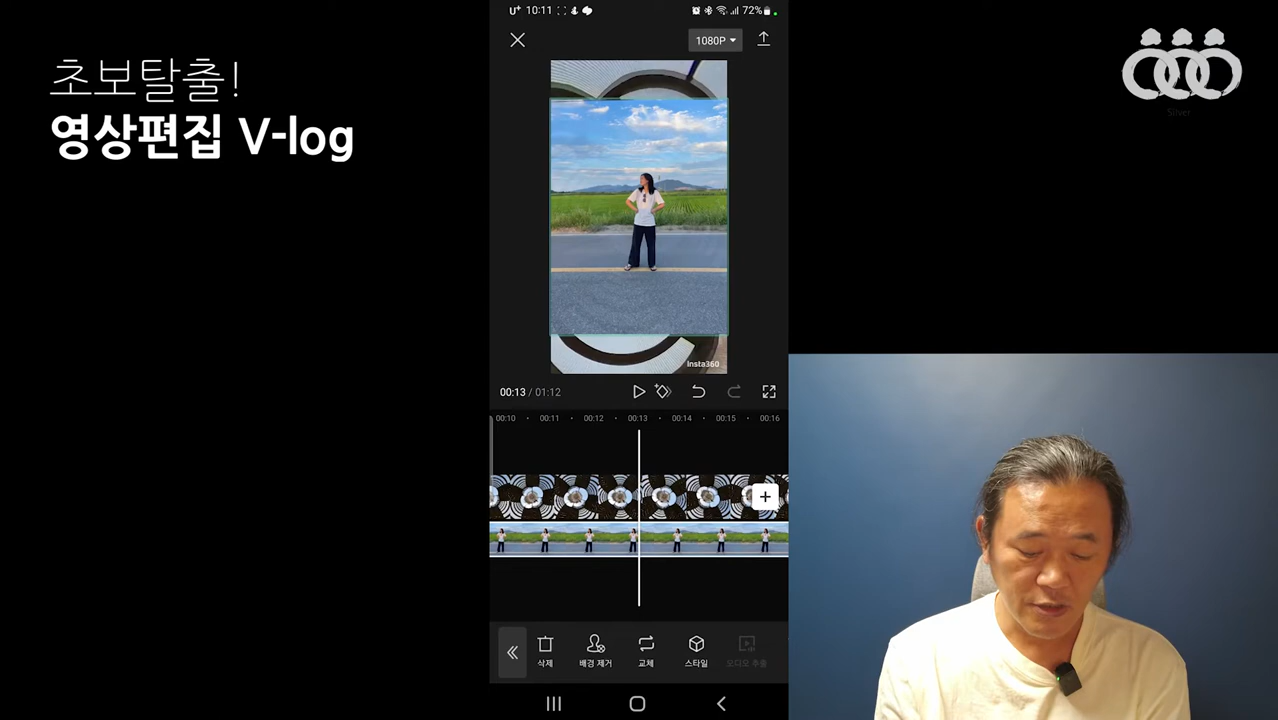 초보탈출!
영상편집 V-log
Silver
U+ 10:11
72%
1080P
Insta360
00:13 / 01:12
00:10 00:11 00:12 00:13 00:14 00:15 00:16
삭제 배경 제거 교체 스타일 오디오 추출